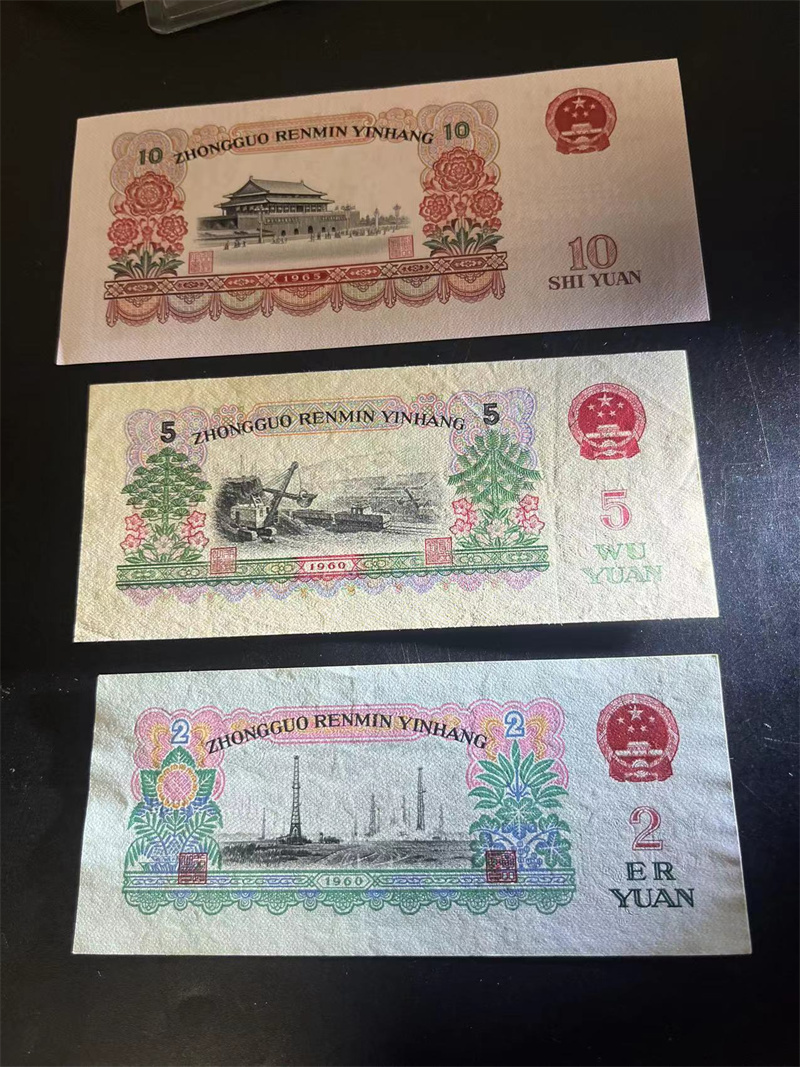 10 ZHONGGUO RENMIN YINHANG 10
1965
10
SHI YUAN
5 ZHONGGUO RENMIN YINHANG 5
1960
5
WU
YUAN
2 ZHONGGUO RENMIN YINHANG 2
1960
2
ER
YUAN